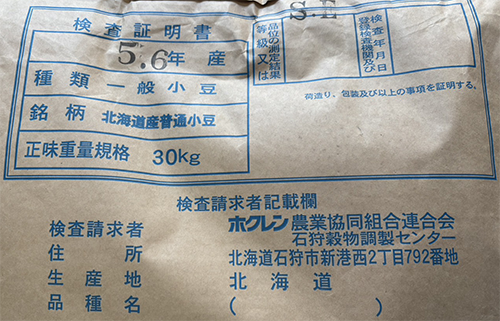 検査証明書
5.6年産
種類 一般小豆
銘柄 北海道産普通小豆
正味重量規格 30kg
S.E
等級又は
品位の測定結果
登録検査機関及び
検査年月日
荷造り、包装及び以上の事項を証明する。
検査請求者記載欄
検査請求者 ホクレン農業協同組合連合会
石狩穀物調製センター
住所 北海道石狩市新港西2丁目792番地
生産地 北海道
品種名 ( )